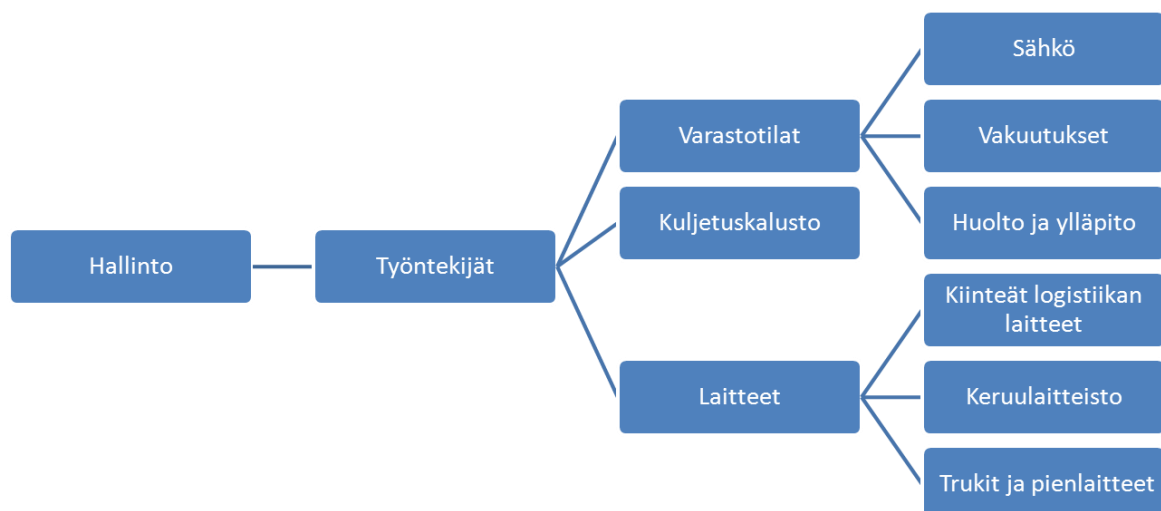 Hallinto
Työntekijät
Varastotilat
Kuljetuskalusto
Laitteet
Sähkö
Vakuutukset
Huolto ja ylläpito
Kiinteät logistiikan
laitteet
Keruulaitteisto
Trukit ja pienlaitteet